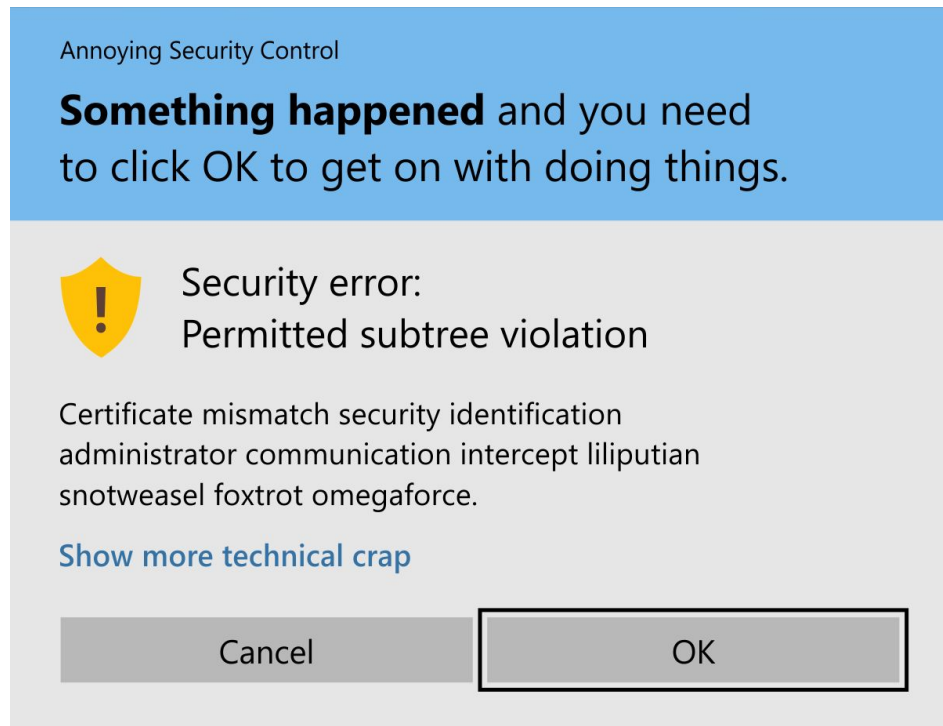 Annoying Security Control
Something happened and you need
to click OK to get on with doing things.
!
Security error:
Permitted subtree violation
Certificate mismatch security identification
administrator communication intercept liliputian
snotweasel foxtrot omegaforce.
Show more technical crap
Cancel
OK